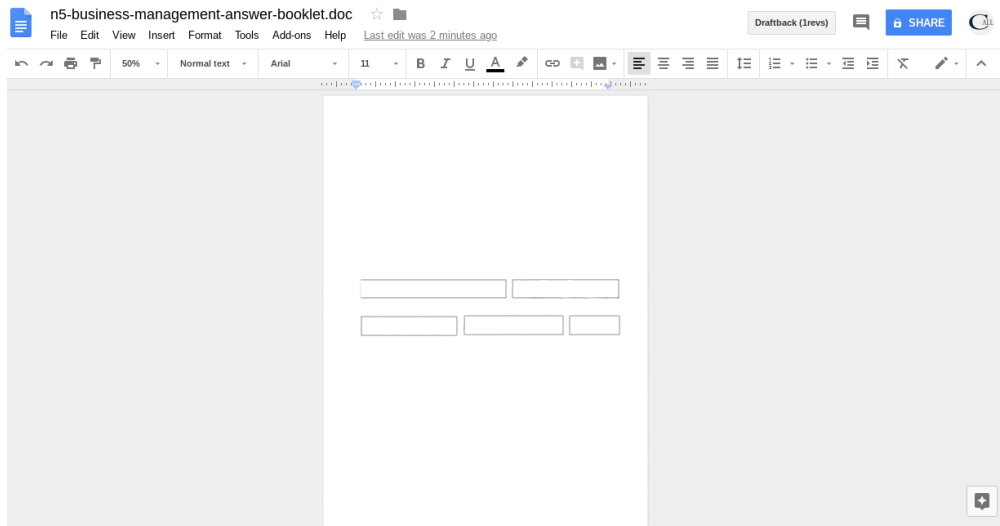 n5-business-management-answer-booklet.doc
File Edit View Insert Format Tools Add-ons Help Last edit was 2 minutes ago
Draftback (1revs)
SHARE
C ALL
50% Normal text Arial 11 B I U A